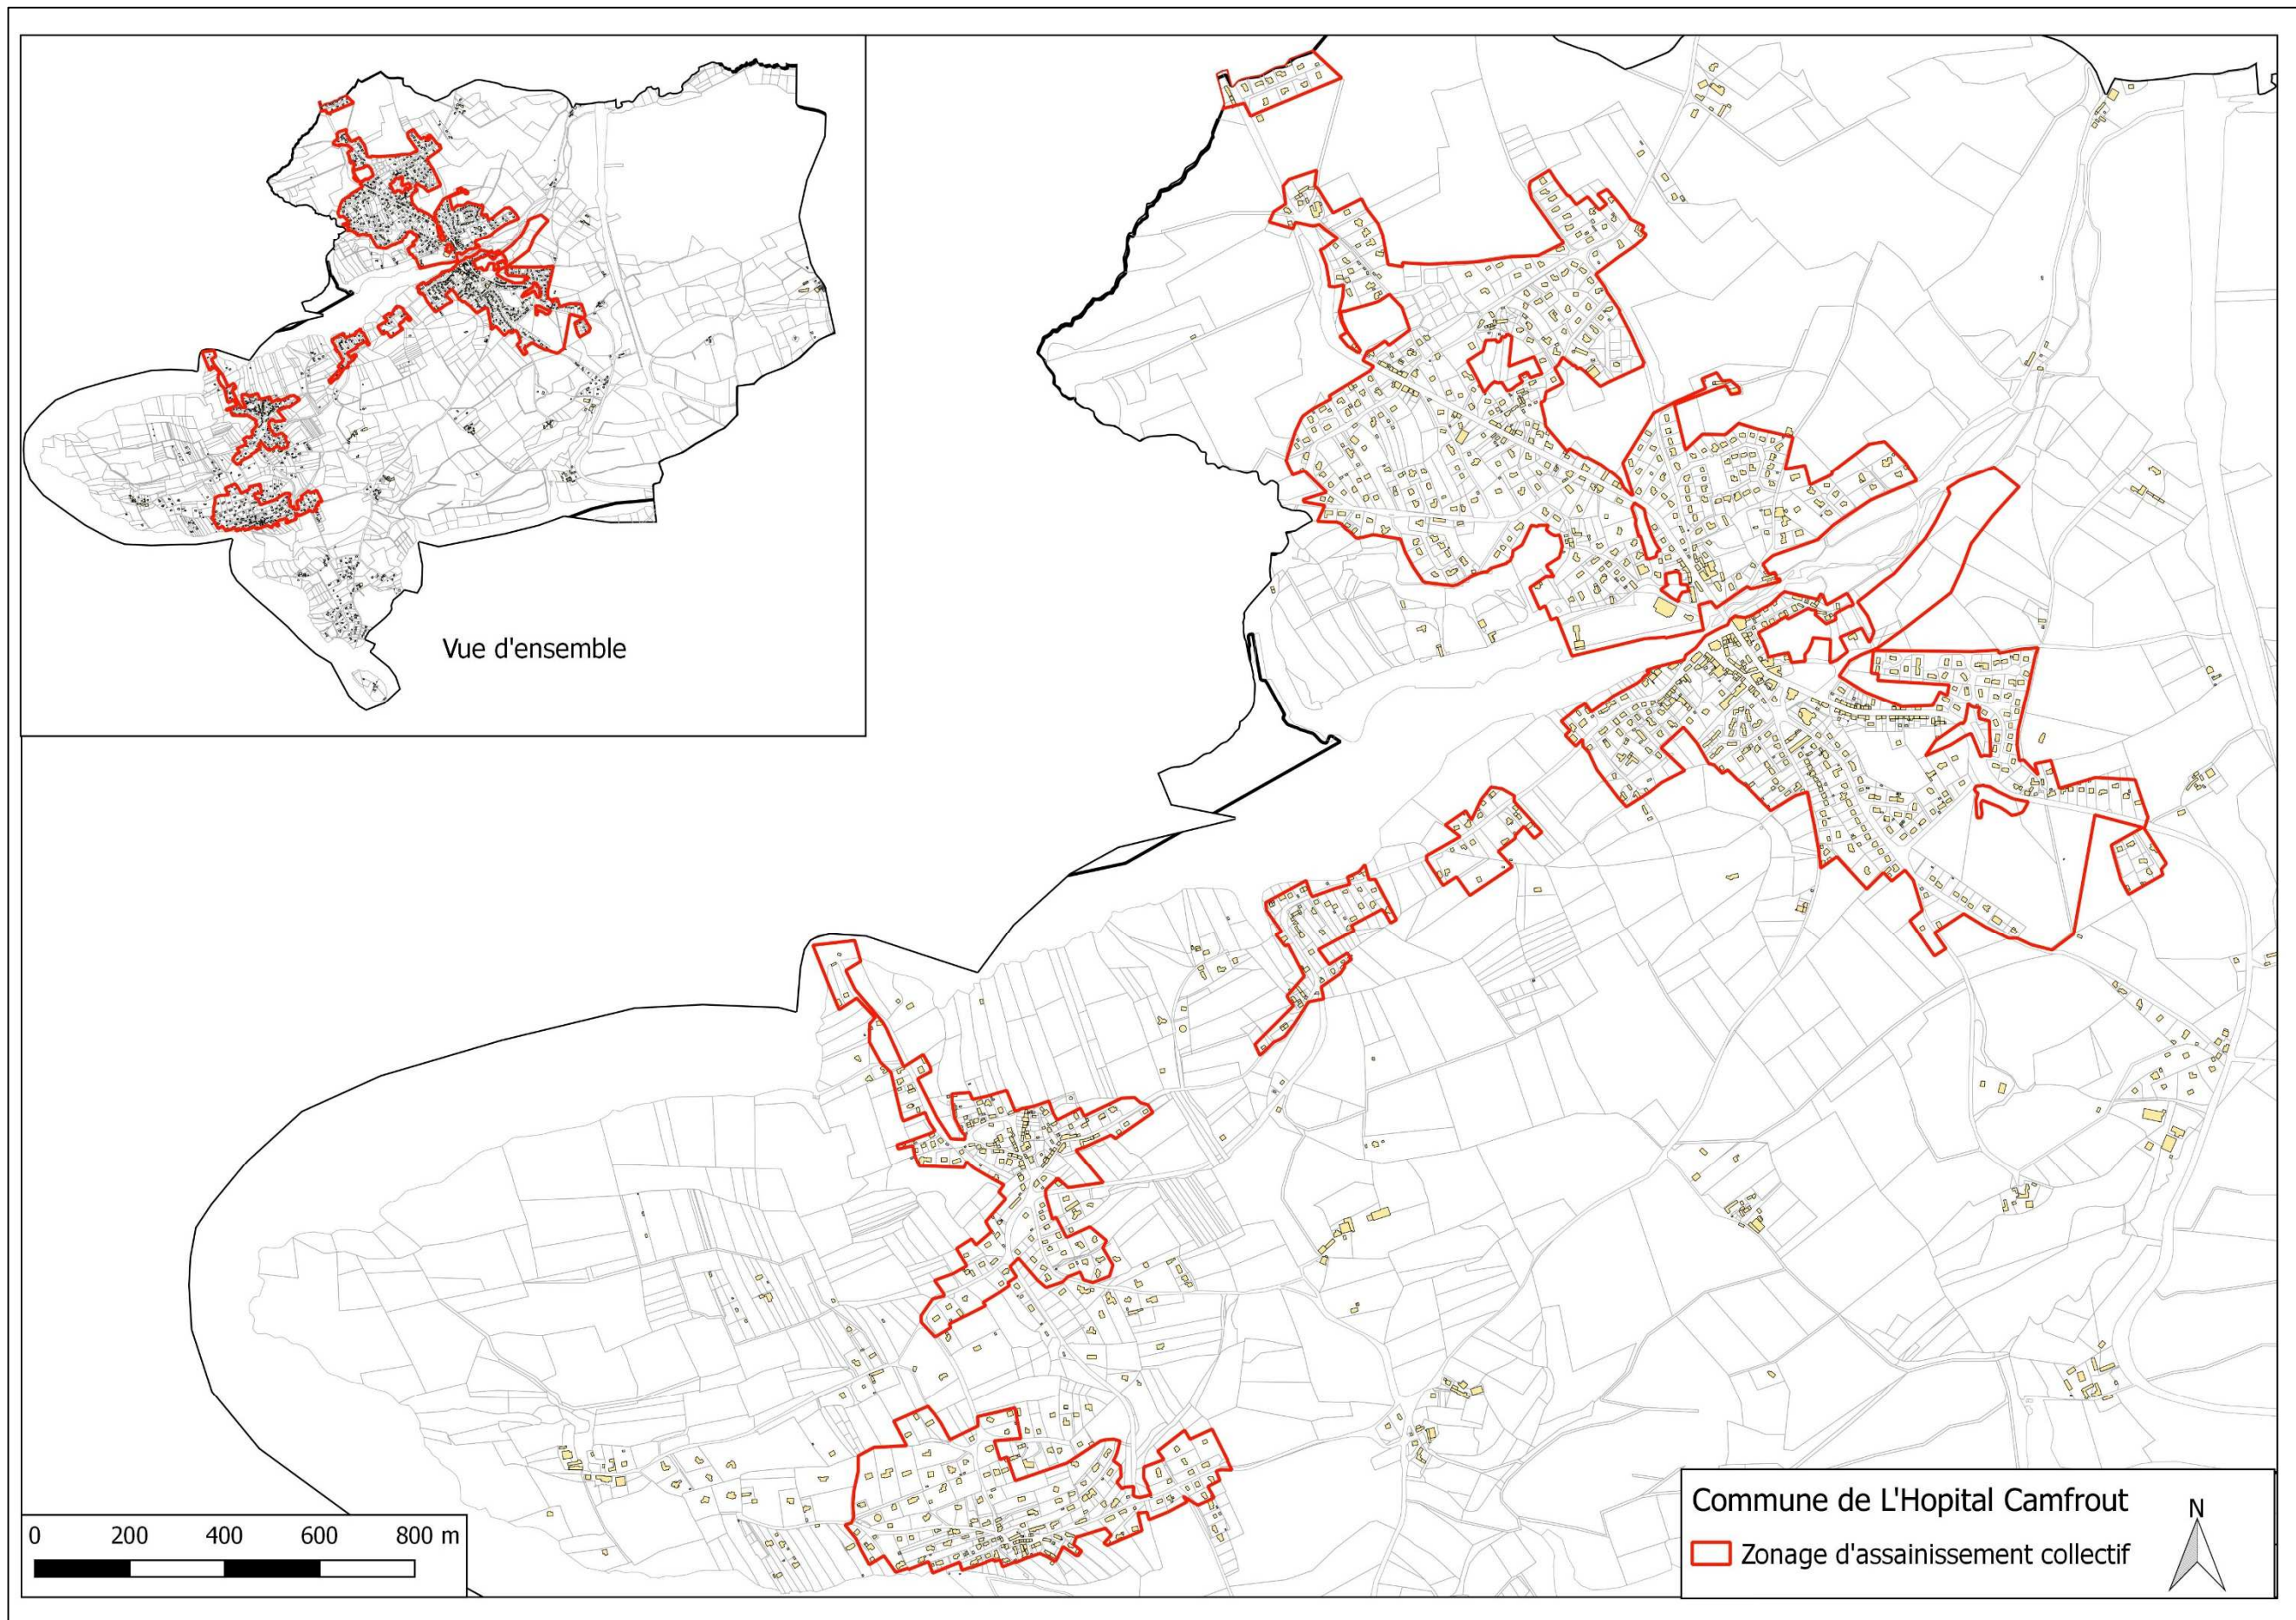 Vue d'ensemble
0 200 400 600 800 m
Commune de L'Hopital Camfrout
N
Zonage d'assainissement collectif